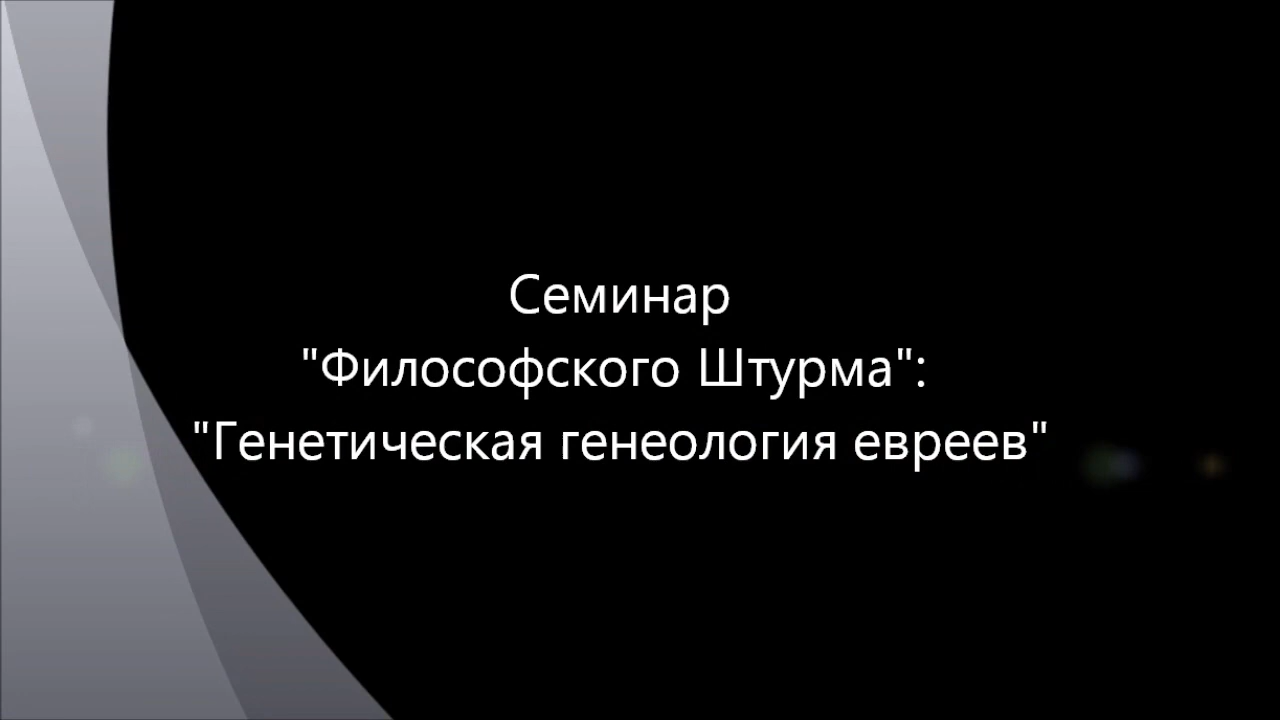 Семинар
"Философского Штурма":
"Генетическая генеология евреев"